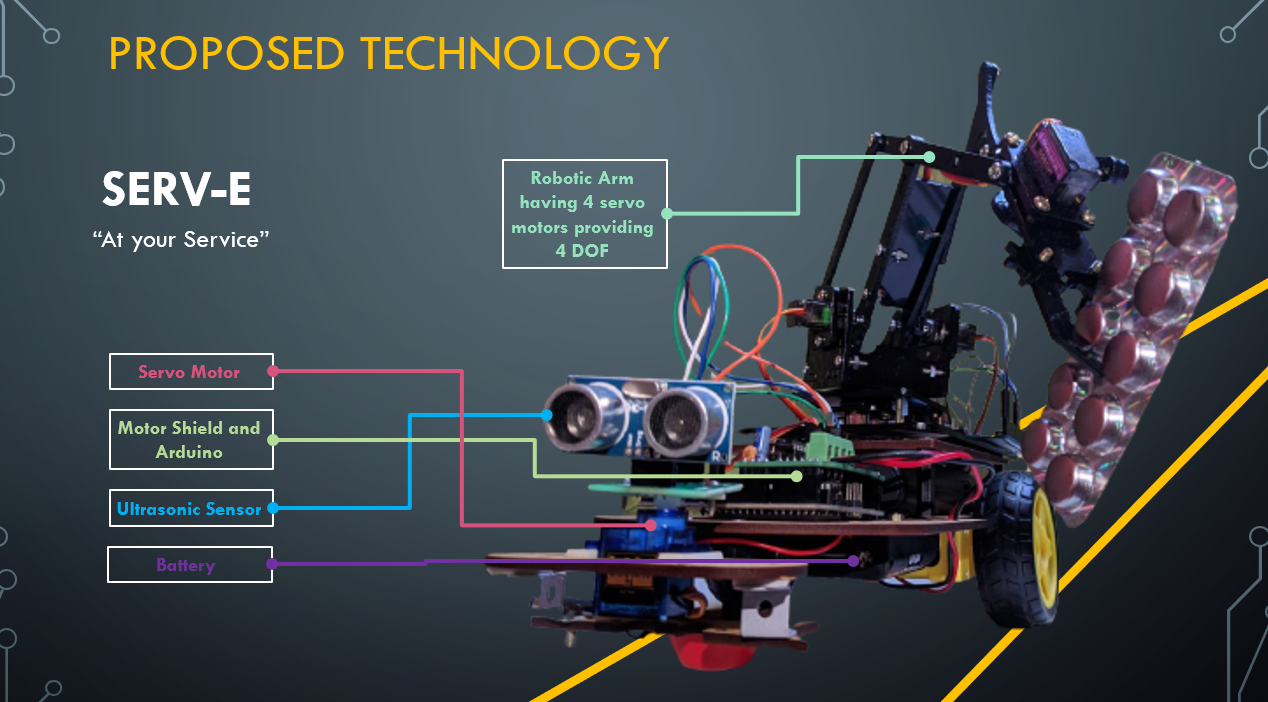 PROPOSED TECHNOLOGY
SERV-E
“At your Service”
Robotic Arm
having 4 servo
motors providing
4 DOF
Servo Motor
Motor Shield and
Arduino
Ultrasonic Sensor
Battery